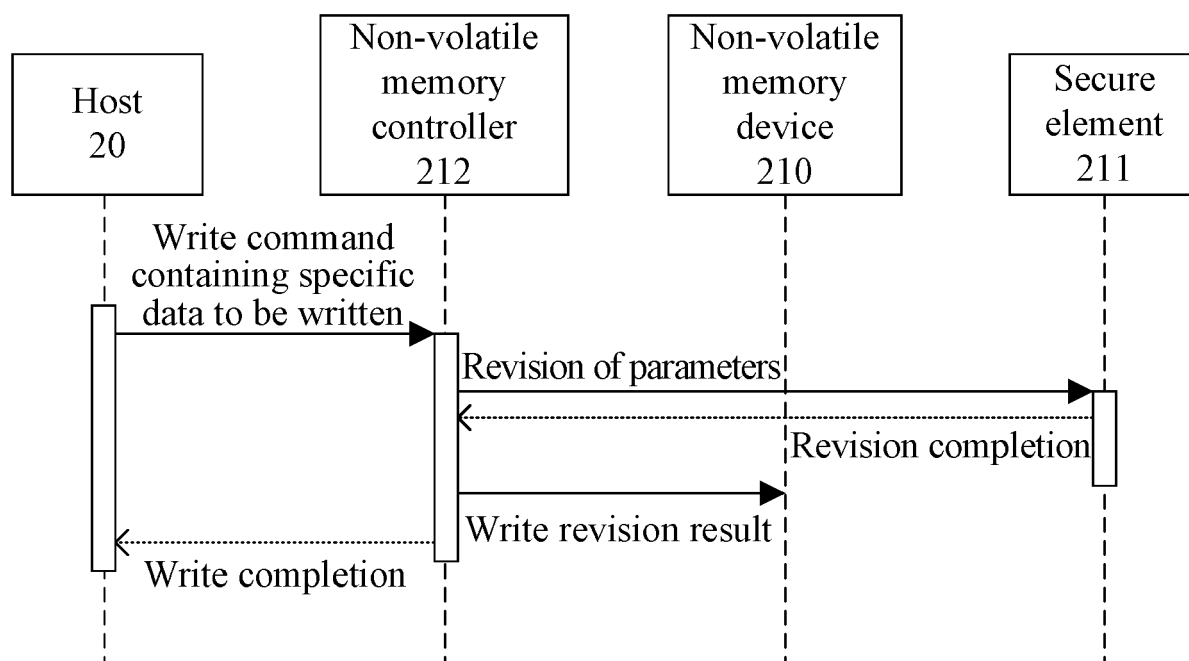 Host
20
Non-volatile
memory
controller
212
Non-volatile
memory
device
210
Secure
element
211
Write command
containing specific
data to be written
Revision of parameters
Revision completion
Write revision result
Write completion